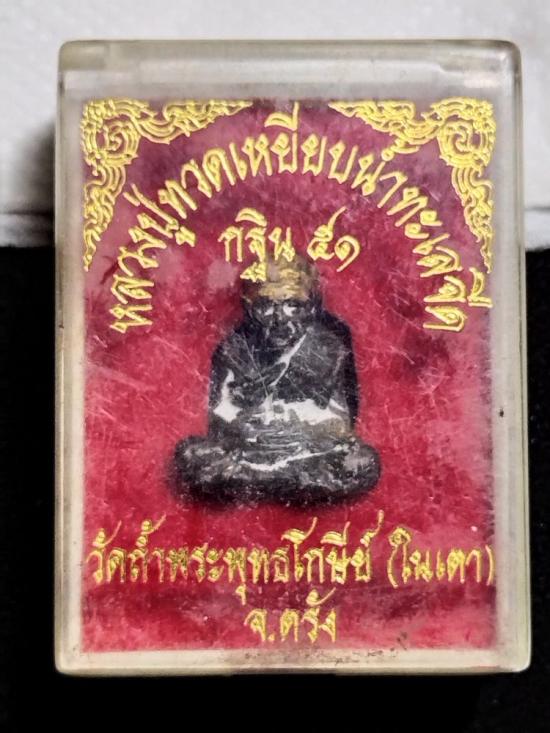 หลวงปู่ทวดเหยียบน้ำทะเลจืด
กฐิน ๕๑
วัดถ้ำพระพุทธโกษีย์ (ในเตา)
จ.ตรัง